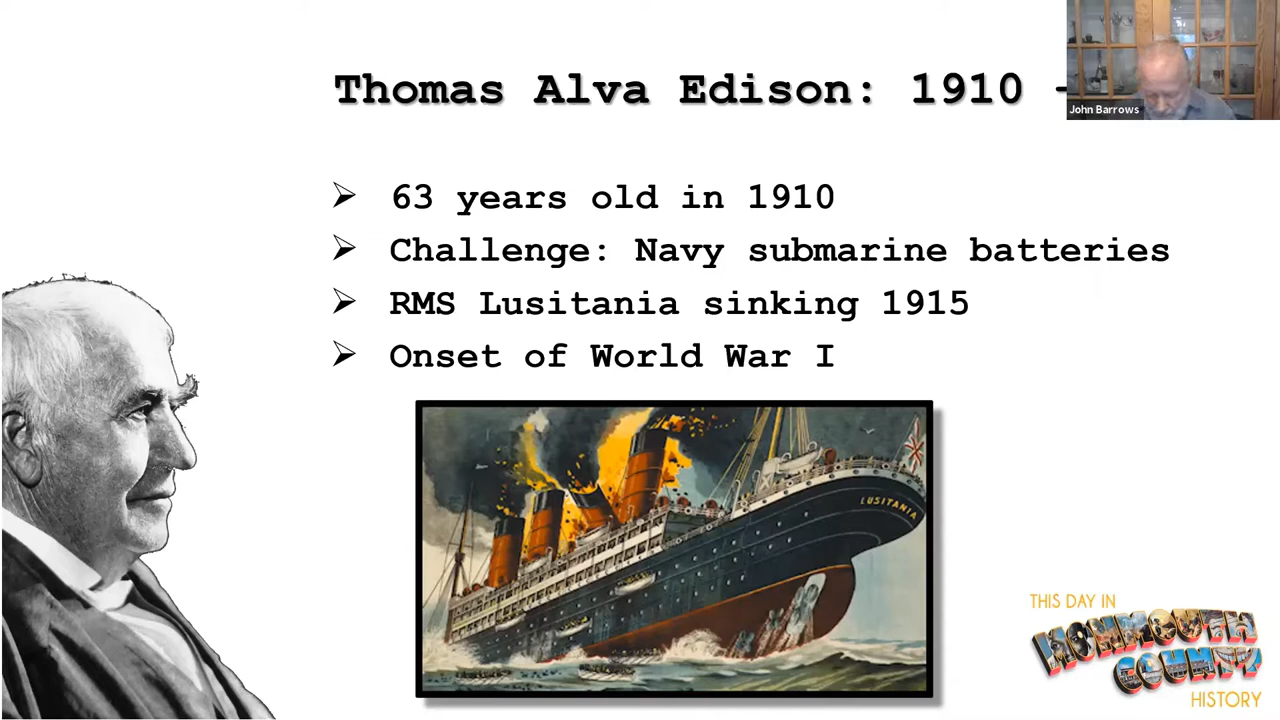 Thomas Alva Edison: 1910 -
John Barrows
63 years old in 1910
Challenge: Navy submarine batteries
RMS Lusitania sinking 1915
Onset of World War I
LUSITANIA
THIS DAY IN
MONMOUTH
COUNTY
HISTORY